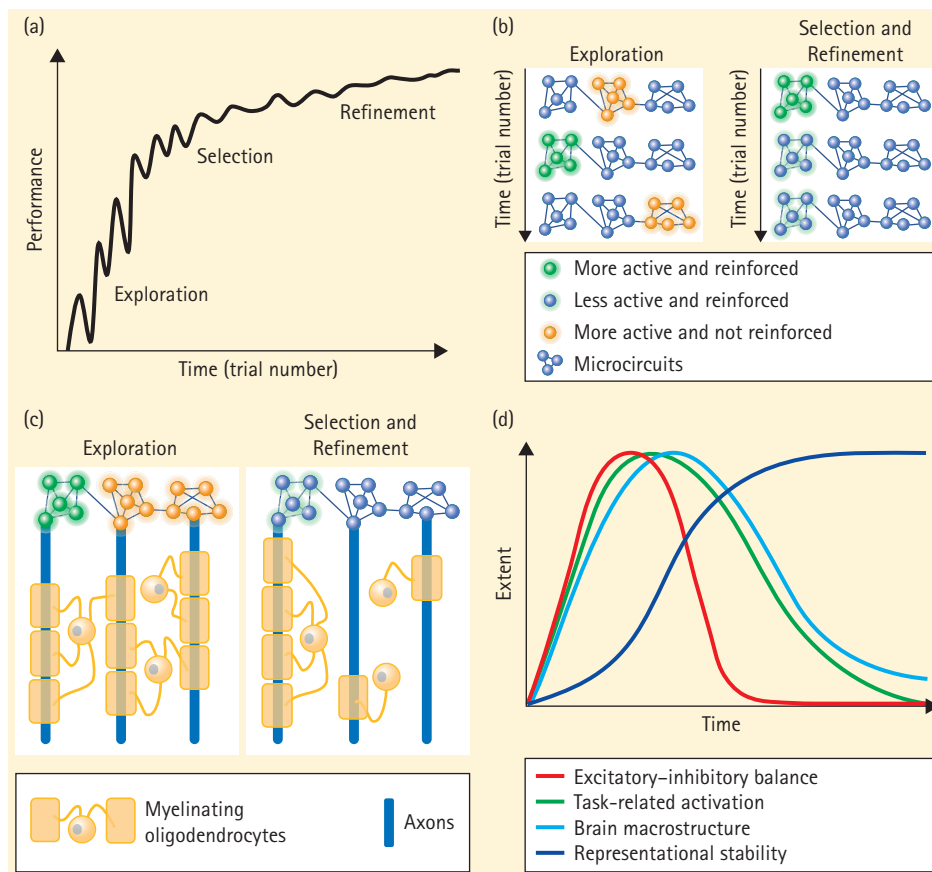 (a)
Performance
Exploration
Selection
Refinement
Time (trial number)
(b)
Exploration
Selection and
Refinement
Time (trial number)
Time (trial number)
More active and reinforced
Less active and reinforced
More active and not reinforced
Microcircuits
(c)
Exploration
Selection and
Refinement
Myelinating
oligodendrocytes
Axons
(d)
Extent
Time
Excitatory–inhibitory balance
Task-related activation
Brain macrostructure
Representational stability